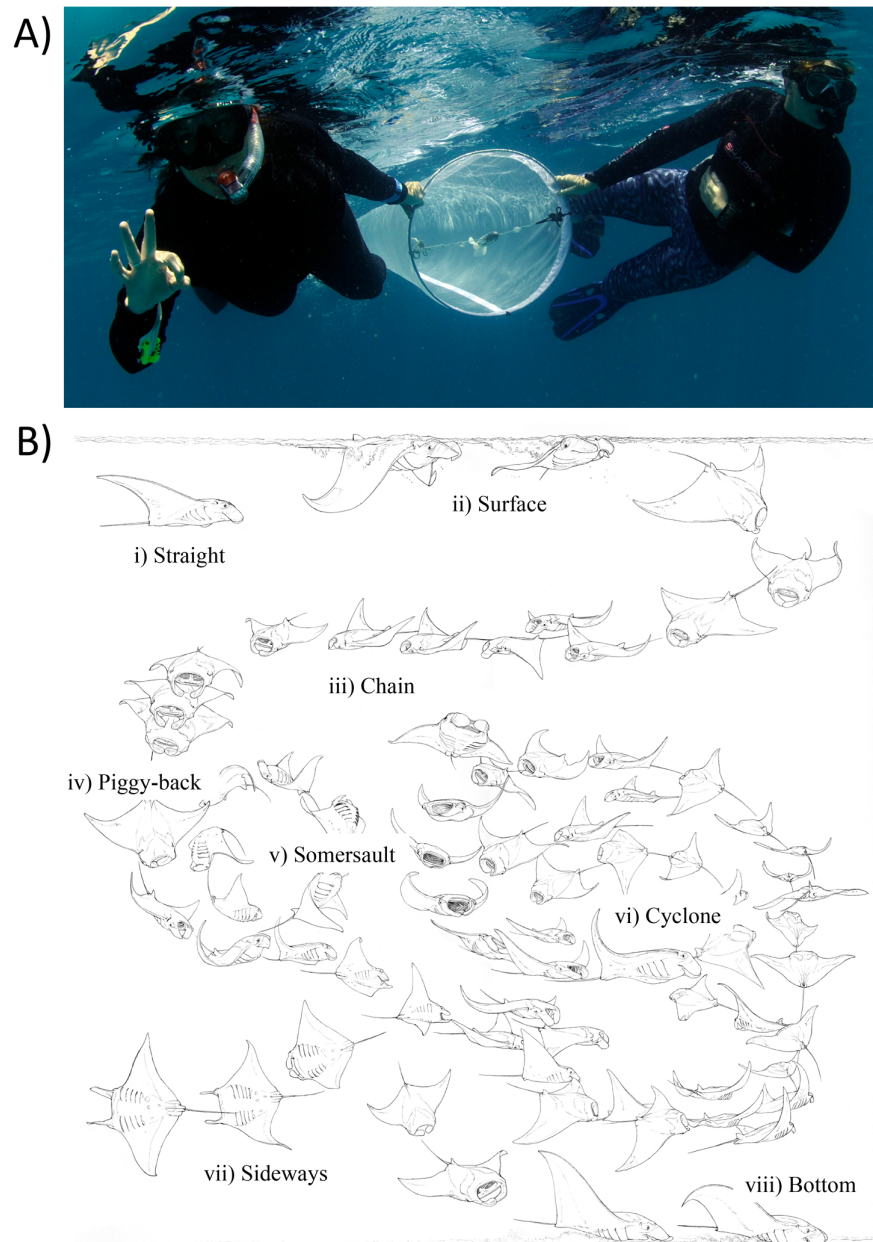 A)
B)
i) Straight
ii) Surface
iii) Chain
iv) Piggy-back
v) Somersault
vi) Cyclone
vii) Sideways
viii) Bottom